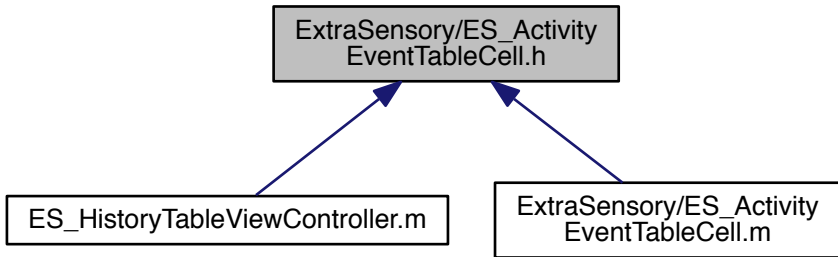 ExtraSensory/ES_Activity
EventTableCell.h
ES_HistoryTableViewController.m
ExtraSensory/ES_Activity
EventTableCell.m